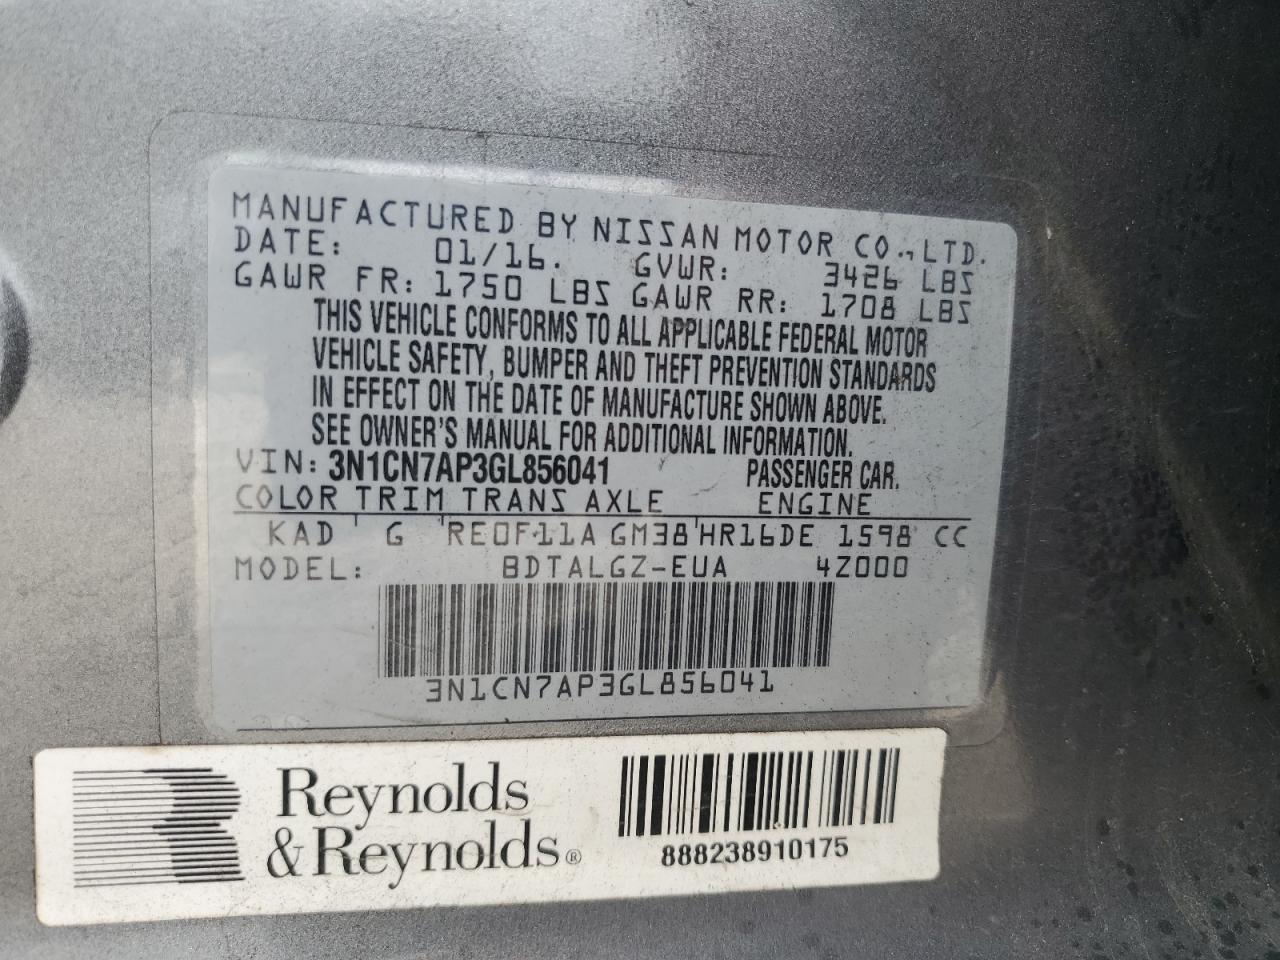 MANUFACTURED BY NISSAN MOTOR CO., LTD.
DATE: 01/16. GVWR: 3426 LBS
GAWR FR: 1750 LBS GAWR RR: 1708 LBS
THIS VEHICLE CONFORMS TO ALL APPLICABLE FEDERAL MOTOR
VEHICLE SAFETY, BUMPER AND THEFT PREVENTION STANDARDS
IN EFFECT ON THE DATE OF MANUFACTURE SHOWN ABOVE.
SEE OWNER'S MANUAL FOR ADDITIONAL INFORMATION.
VIN: 3N1CN7AP3GL856041 PASSENGER CAR.
COLOR TRIM TRANS AXLE ENGINE
KAD G RE0F11A GM38 HR16DE 1598 CC
MODEL: BDTALGZ-EUA 4Z000
3N1CN7AP3GL856041
Reynolds
&Reynolds®
888238910175